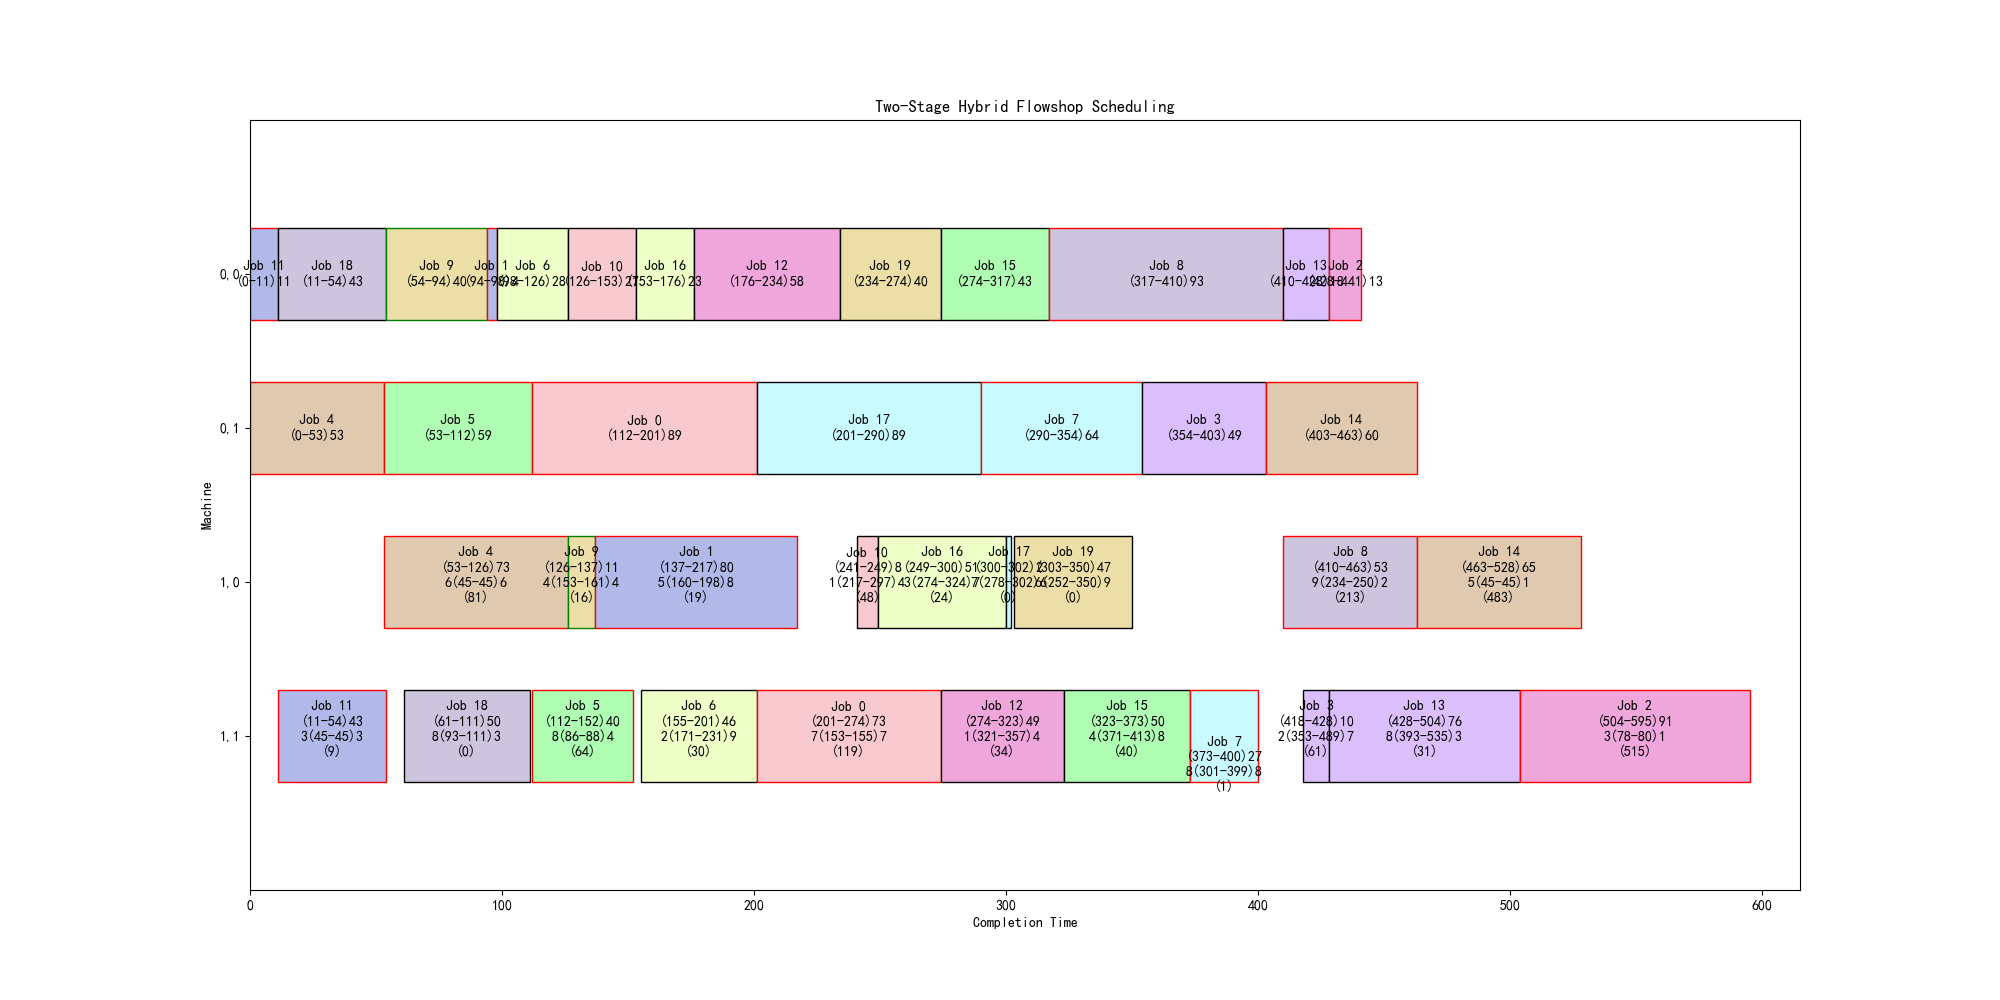 Two-Stage Hybrid Flowshop Scheduling
Machine
0,0
Job 11
(0-11)11
Job 18
(11-54)43
Job 9
(54-94)40
Job 1
(94-98)4
Job 6
(98-126)28
Job 10
(126-153)27
Job 16
(153-176)23
Job 12
(176-234)58
Job 19
(234-274)40
Job 15
(274-317)43
Job 8
(317-410)93
Job 13
(410-428)18
Job 2
(428-441)13
0,1
Job 4
(0-53)53
Job 5
(53-112)59
Job 0
(112-201)89
Job 17
(201-290)89
Job 7
(290-354)64
Job 3
(354-403)49
Job 14
(403-463)60
1,0
Job 4
(53-126)73
6(45-45)6
(81)
Job 9
(126-137)11
4(153-161)4
(16)
Job 1
(137-217)80
5(160-198)8
(19)
Job 10
(241-249)8
1(217-297)4
(48)
Job 16
(249-300)51
3(274-324)7
(24)
Job 17
(300-302)2
7(278-302)6
(0)
Job 19
(303-350)47
6(252-350)9
(0)
Job 8
(410-463)53
9(234-250)2
(213)
Job 14
(463-528)65
5(45-45)1
(483)
1,1
Job 11
(11-54)43
3(45-45)3
(9)
Job 18
(61-111)50
8(93-111)3
(0)
Job 5
(112-152)40
8(86-88)4
(64)
Job 6
(155-201)46
2(171-231)9
(30)
Job 0
(201-274)73
7(153-155)7
(119)
Job 12
(274-323)49
1(321-357)4
(34)
Job 15
(323-373)50
4(371-413)8
(40)
Job 7
(373-400)27
8(301-399)8
(1)
Job 3
(418-428)10
2(353-489)7
(61)
Job 13
(428-504)76
8(393-535)3
(31)
Job 2
(504-595)91
3(78-80)1
(515)
0
100
200
300
400
500
600
Completion Time